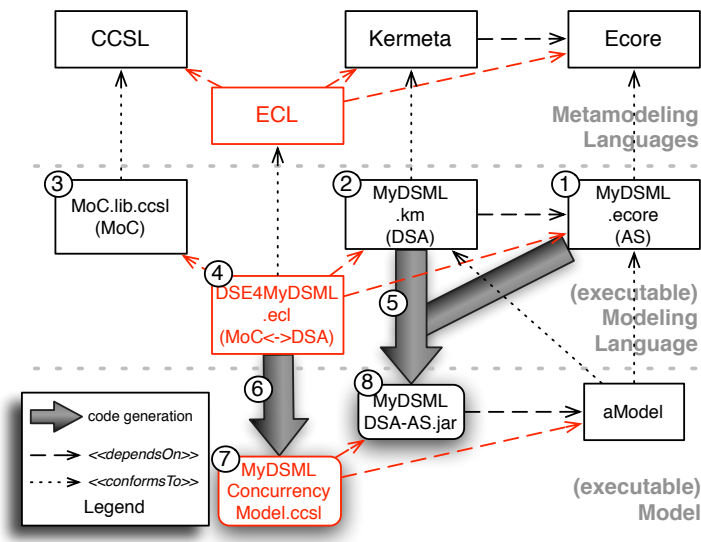 CCSL
Kermeta
Ecore
ECL
Metamodeling
Languages
3
MoC.lib.ccsl
(MoC)
2
MyDSML
.km
(DSA)
1
MyDSML
.ecore
(AS)
4
DSE4MyDSML
.ecl
(MoC<->DSA)
5
(executable)
Modeling
Language
6
8
MyDSML
DSA-AS.jar
aModel
code generation
<<dependsOn>>
<<conformsTo>>
Legend
7
MyDSML
Concurrency
Model.ccsl
(executable)
Model